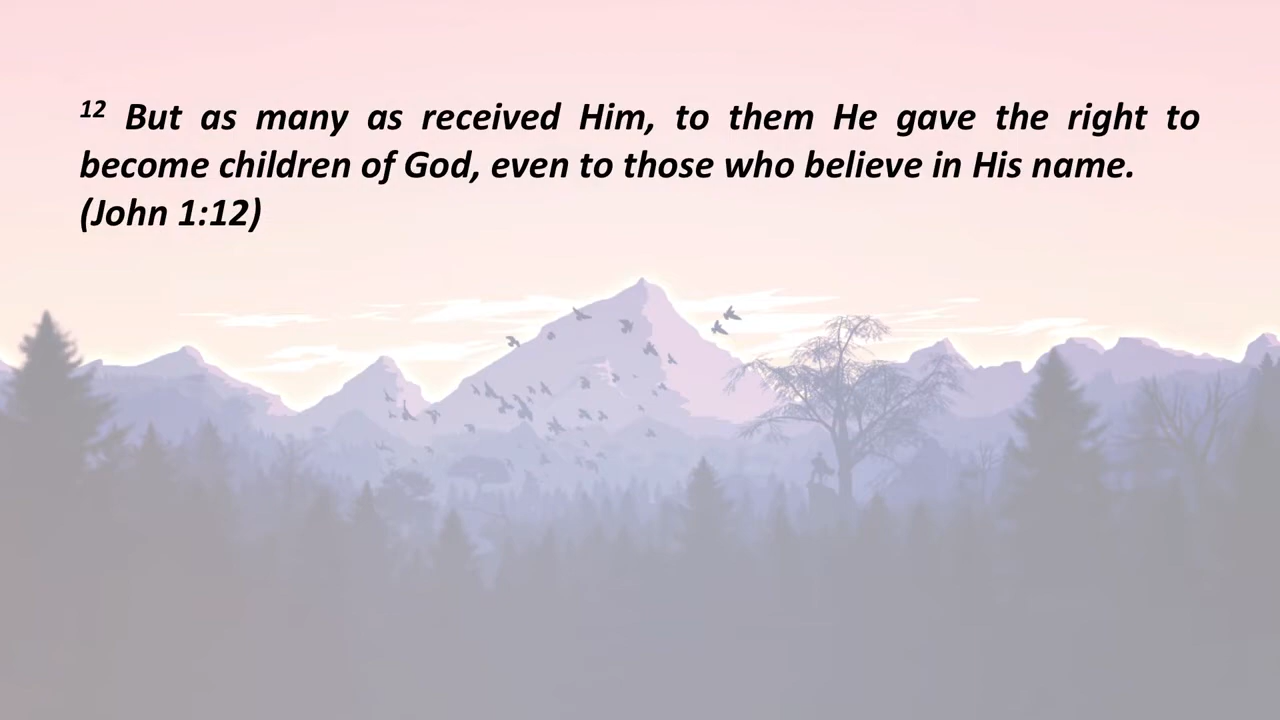 12 But as many as received Him, to them He gave the right to
become children of God, even to those who believe in His name.
(John 1:12)